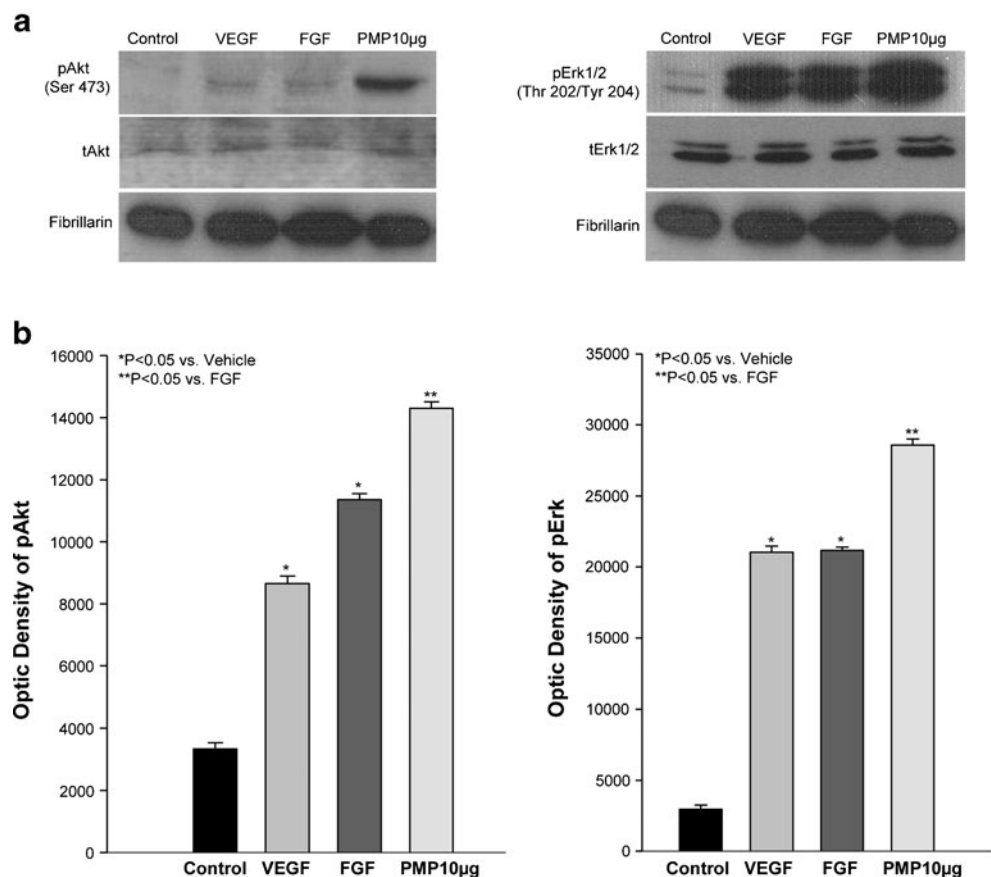 a
Control VEGF FGF PMP10µg
pAkt
(Ser 473)
tAkt
Fibrillarin
Control VEGF FGF PMP10µg
pErk1/2
(Thr 202/Tyr 204)
tErk1/2
Fibrillarin
b
*P<0.05 vs. Vehicle
**P<0.05 vs. FGF
Optic Density of pAkt
16000
14000
12000
10000
8000
6000
4000
2000
0
*
*
**
Control VEGF FGF PMP10µg
*P<0.05 vs. Vehicle
**P<0.05 vs. FGF
Optic Density of pErk
35000
30000
25000
20000
15000
10000
5000
0
*
*
**
Control VEGF FGF PMP10µg